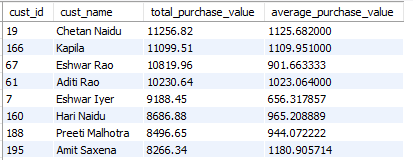 cust_id cust_name total_purchase_value average_purchase_value
19 Chetan Naidu 11256.82 1125.682000
166 Kapila 11099.51 1109.951000
67 Eshwar Rao 10819.96 901.663333
61 Aditi Rao 10230.64 1023.064000
7 Eshwar Iyer 9188.45 656.317857
160 Hari Naidu 8686.88 965.208889
188 Preeti Malhotra 8496.65 944.072222
195 Amit Saxena 8266.34 1180.905714